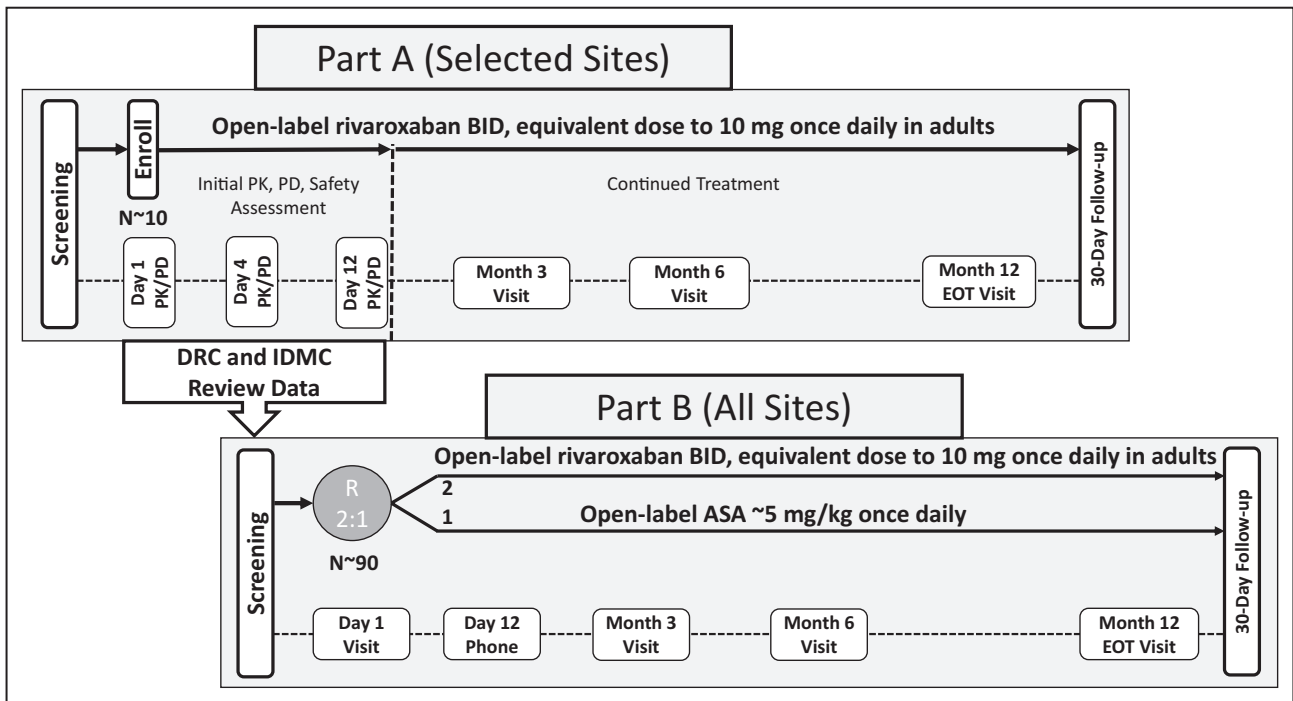 Part A (Selected Sites)
Screening
Enroll
N~10
Open-label rivaroxaban BID, equivalent dose to 10 mg once daily in adults
Initial PK, PD, Safety
Assessment
Continued Treatment
Day 1
PK/PD
Day 4
PK/PD
Day 12
PK/PD
Month 3
Visit
Month 6
Visit
Month 12
EOT Visit
30-Day Follow-up
DRC and IDMC
Review Data
Part B (All Sites)
Screening
R
2:1
N~90
Open-label rivaroxaban BID, equivalent dose to 10 mg once daily in adults
2
1
Open-label ASA ~5 mg/kg once daily
Day 1
Visit
Day 12
Phone
Month 3
Visit
Month 6
Visit
Month 12
EOT Visit
30-Day Follow-up